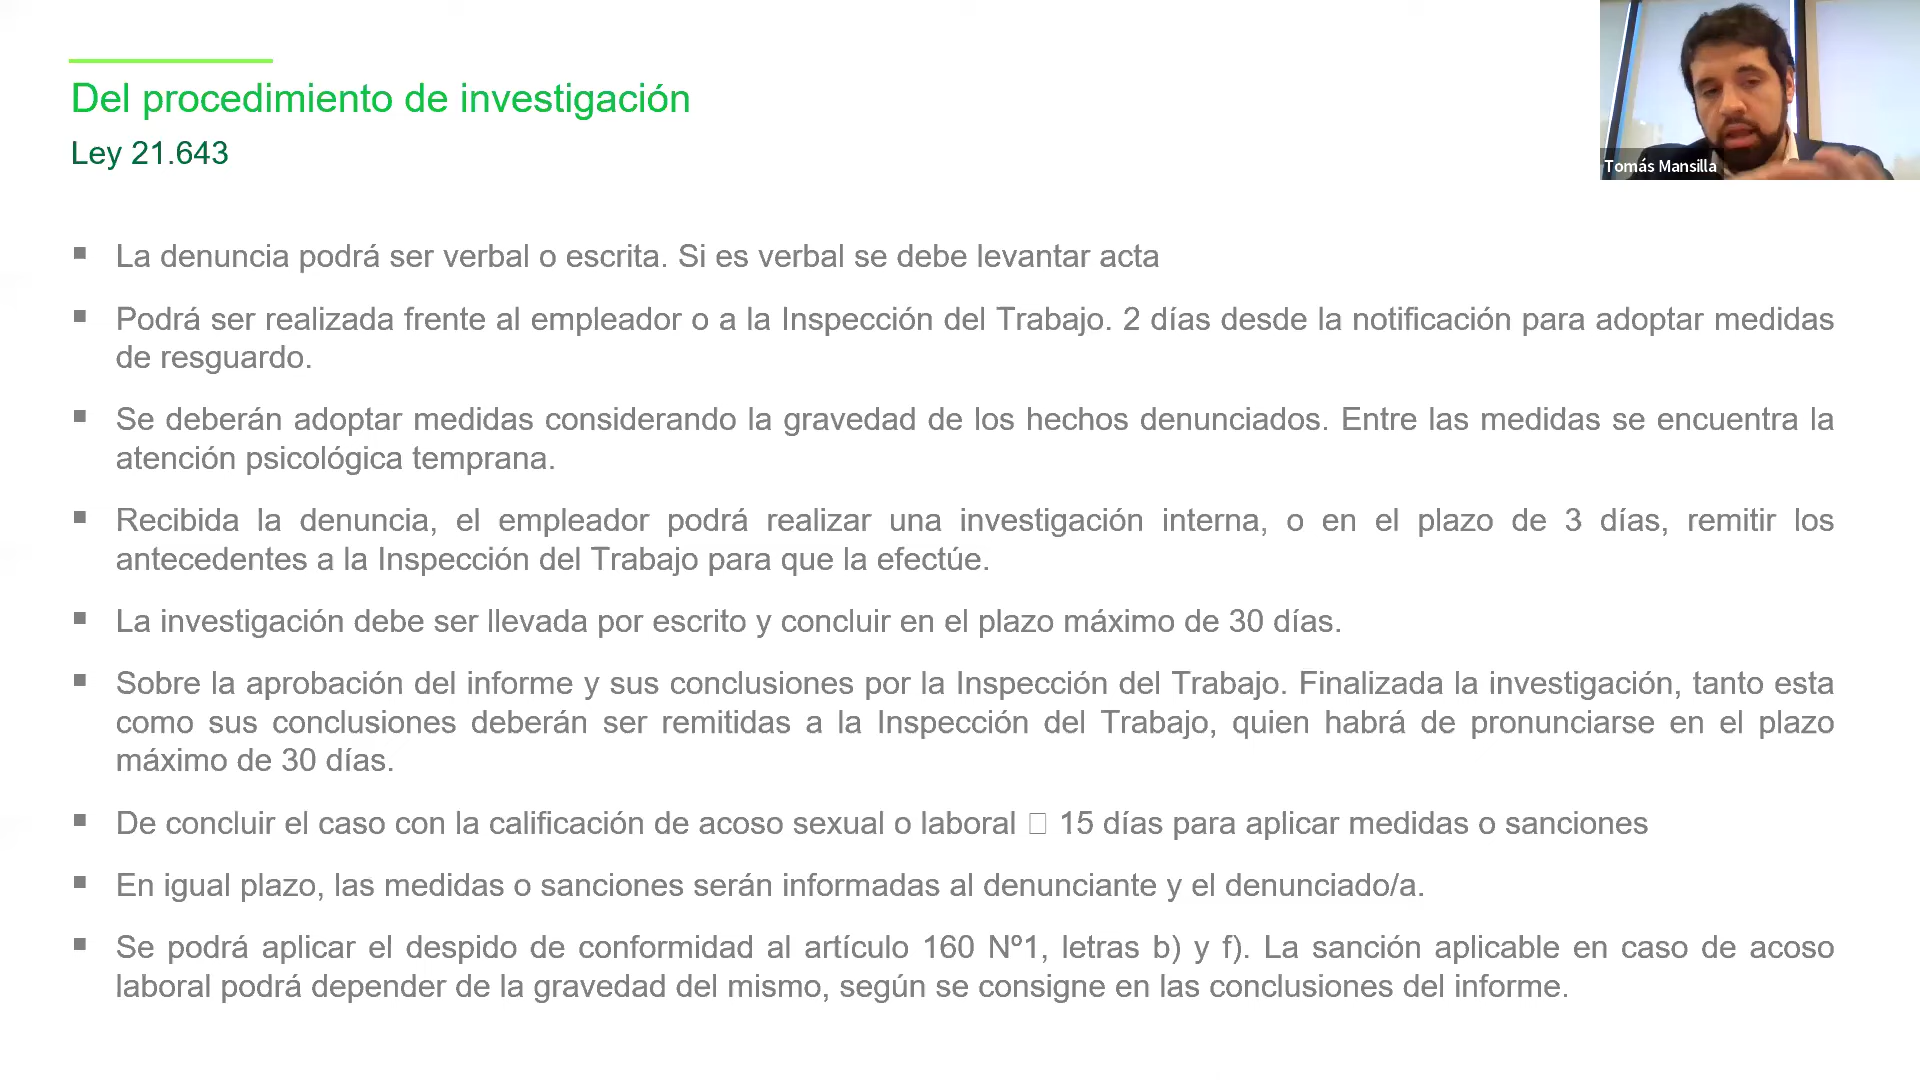 Del procedimiento de investigación
Ley 21.643
Tomás Mansilla
▪ La denuncia podrá ser verbal o escrita. Si es verbal se debe levantar acta
▪ Podrá ser realizada frente al empleador o a la Inspección del Trabajo. 2 días desde la notificación para adoptar medidas
de resguardo.
▪ Se deberán adoptar medidas considerando la gravedad de los hechos denunciados. Entre las medidas se encuentra la
atención psicológica temprana.
▪ Recibida la denuncia, el empleador podrá realizar una investigación interna, o en el plazo de 3 días, remitir los
antecedentes a la Inspección del Trabajo para que la efectúe.
▪ La investigación debe ser llevada por escrito y concluir en el plazo máximo de 30 días.
▪ Sobre la aprobación del informe y sus conclusiones por la Inspección del Trabajo. Finalizada la investigación, tanto esta
como sus conclusiones deberán ser remitidas a la Inspección del Trabajo, quien habrá de pronunciarse en el plazo
máximo de 30 días.
▪ De concluir el caso con la calificación de acoso sexual o laboral □ 15 días para aplicar medidas o sanciones
▪ En igual plazo, las medidas o sanciones serán informadas al denunciante y el denunciado/a.
▪ Se podrá aplicar el despido de conformidad al artículo 160 Nº1, letras b) y f). La sanción aplicable en caso de acoso
laboral podrá depender de la gravedad del mismo, según se consigne en las conclusiones del informe.